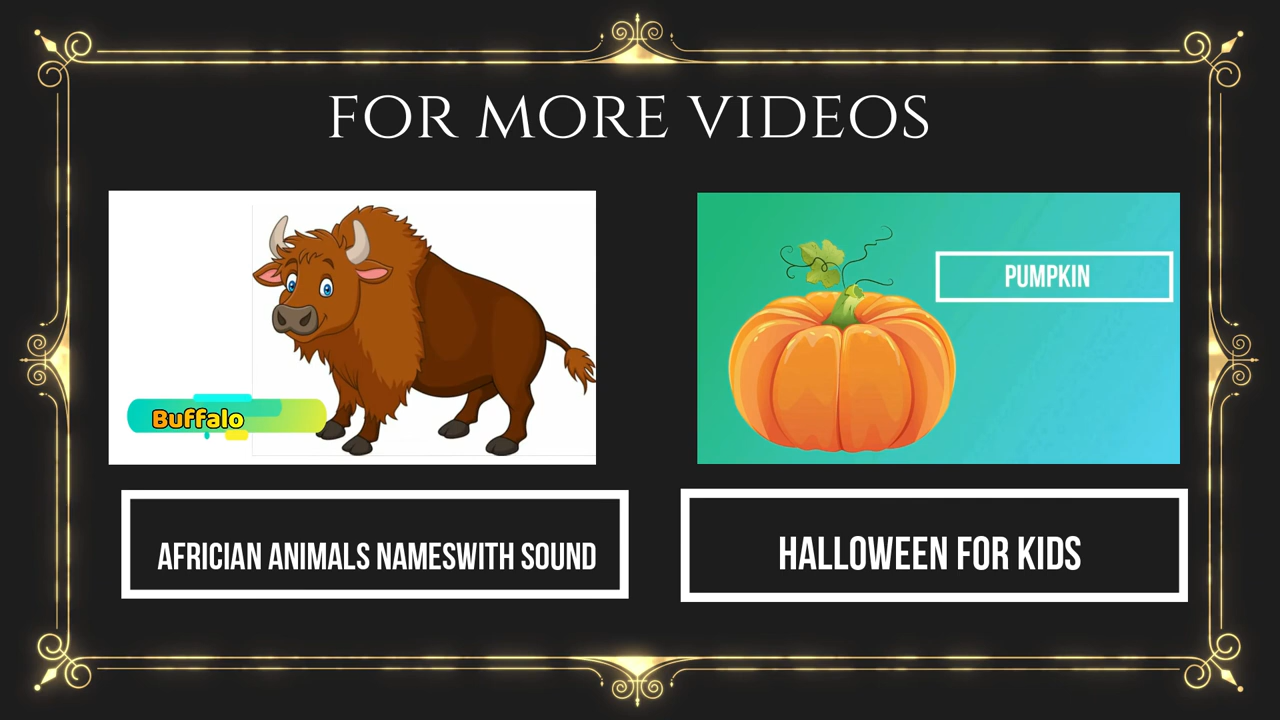 FOR MORE VIDEOS
Buffalo
PUMPKIN
AFRICIAN ANIMALS NAMESWITH SOUND
HALLOWEEN FOR KIDS